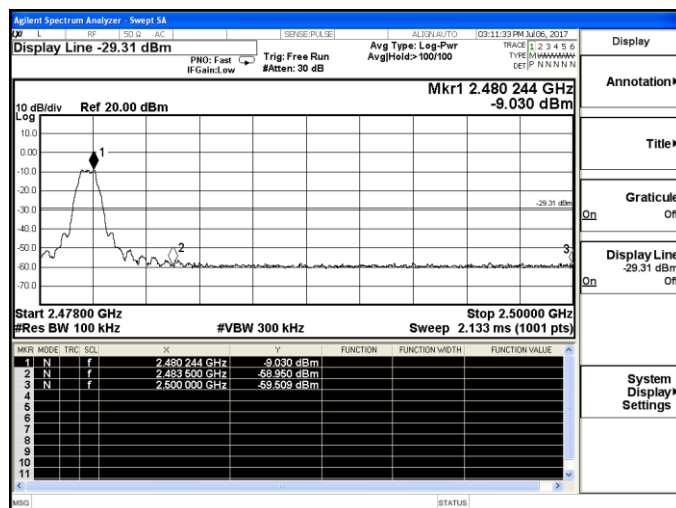 Agilent Spectrum Analyzer - Swept SA
L RF 50 Ω AC SENSE:PULSE ALIGN AUTO 03:11:33 PM Jul 06, 2017
Display Line -29.31 dBm
PNO: Fast
IFGain:Low
Trig: Free Run
#Atten: 30 dB
Avg Type: Log-Pwr
Avg|Hold:>100/100
TRACE 1 2 3 4 5 6
TYPE M
DET P N N N N N
Mkr1 2.480 244 GHz
-9.030 dBm
10 dB/div Ref 20.00 dBm
Log
10.0
0.00
-10.0
-20.0
-30.0
-40.0
-50.0
-60.0
-70.0
1
2
3
-29.31 dBm
Start 2.47800 GHz Stop 2.50000 GHz
#Res BW 100 kHz #VBW 300 kHz Sweep 2.133 ms (1001 pts)
MKR MODE TRC SCL X Y FUNCTION FUNCTION WIDTH FUNCTION VALUE
1 N f 2.480 244 GHz -9.030 dBm
2 N f 2.483 500 GHz -58.950 dBm
3 N f 2.500 000 GHz -59.509 dBm
4
5
6
7
8
9
10
11
MSG STATUS
Display
Annotation
Title
Graticule
On Off
Display Line
-29.31 dBm
On Off
System
Display
Settings